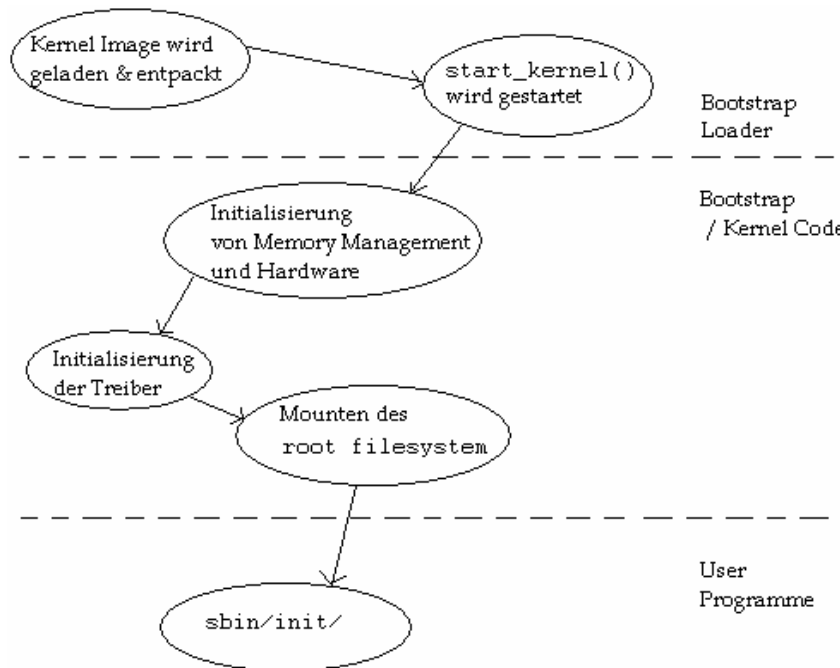 Kernel Image wird
geladen & entpackt
start_kernel()
wird gestartet
Bootstrap
Loader
Bootstrap
/ Kernel Code
Initialisierung
von Memory Management
und Hardware
Initialisierung
der Treiber
Mounten des
root filesystem
User
Programme
sbin/init/